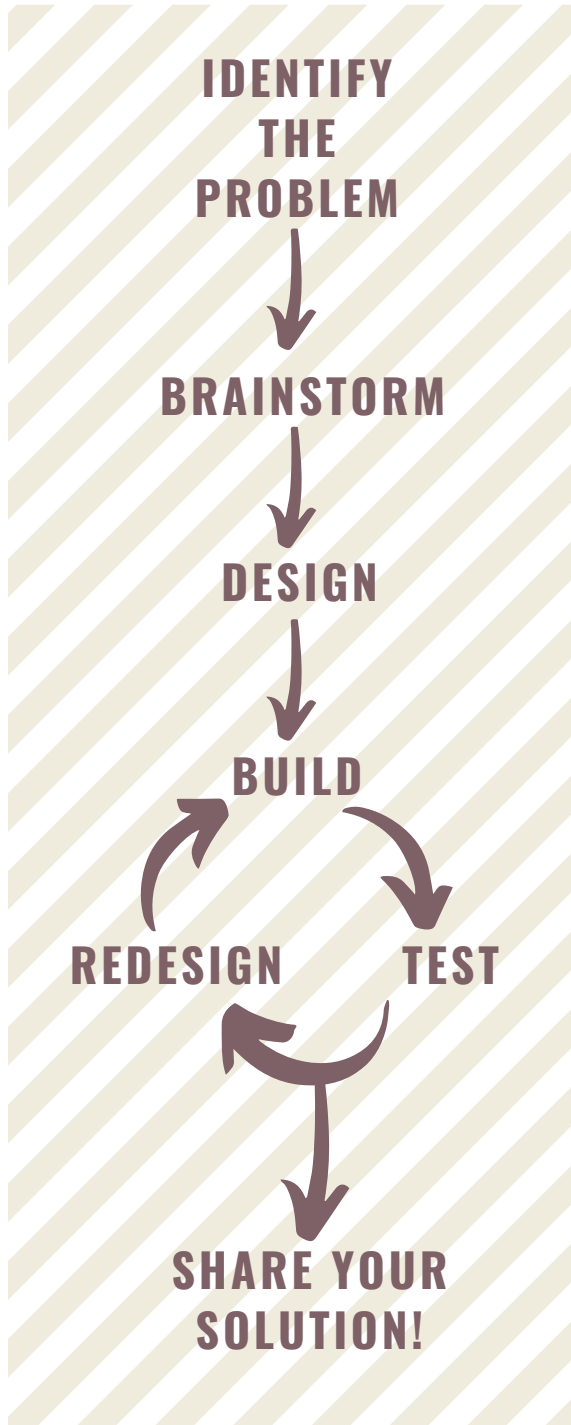 IDENTIFY
THE
PROBLEM
BRAINSTORM
DESIGN
BUILD
REDESIGN
TEST
SHARE YOUR
SOLUTION!